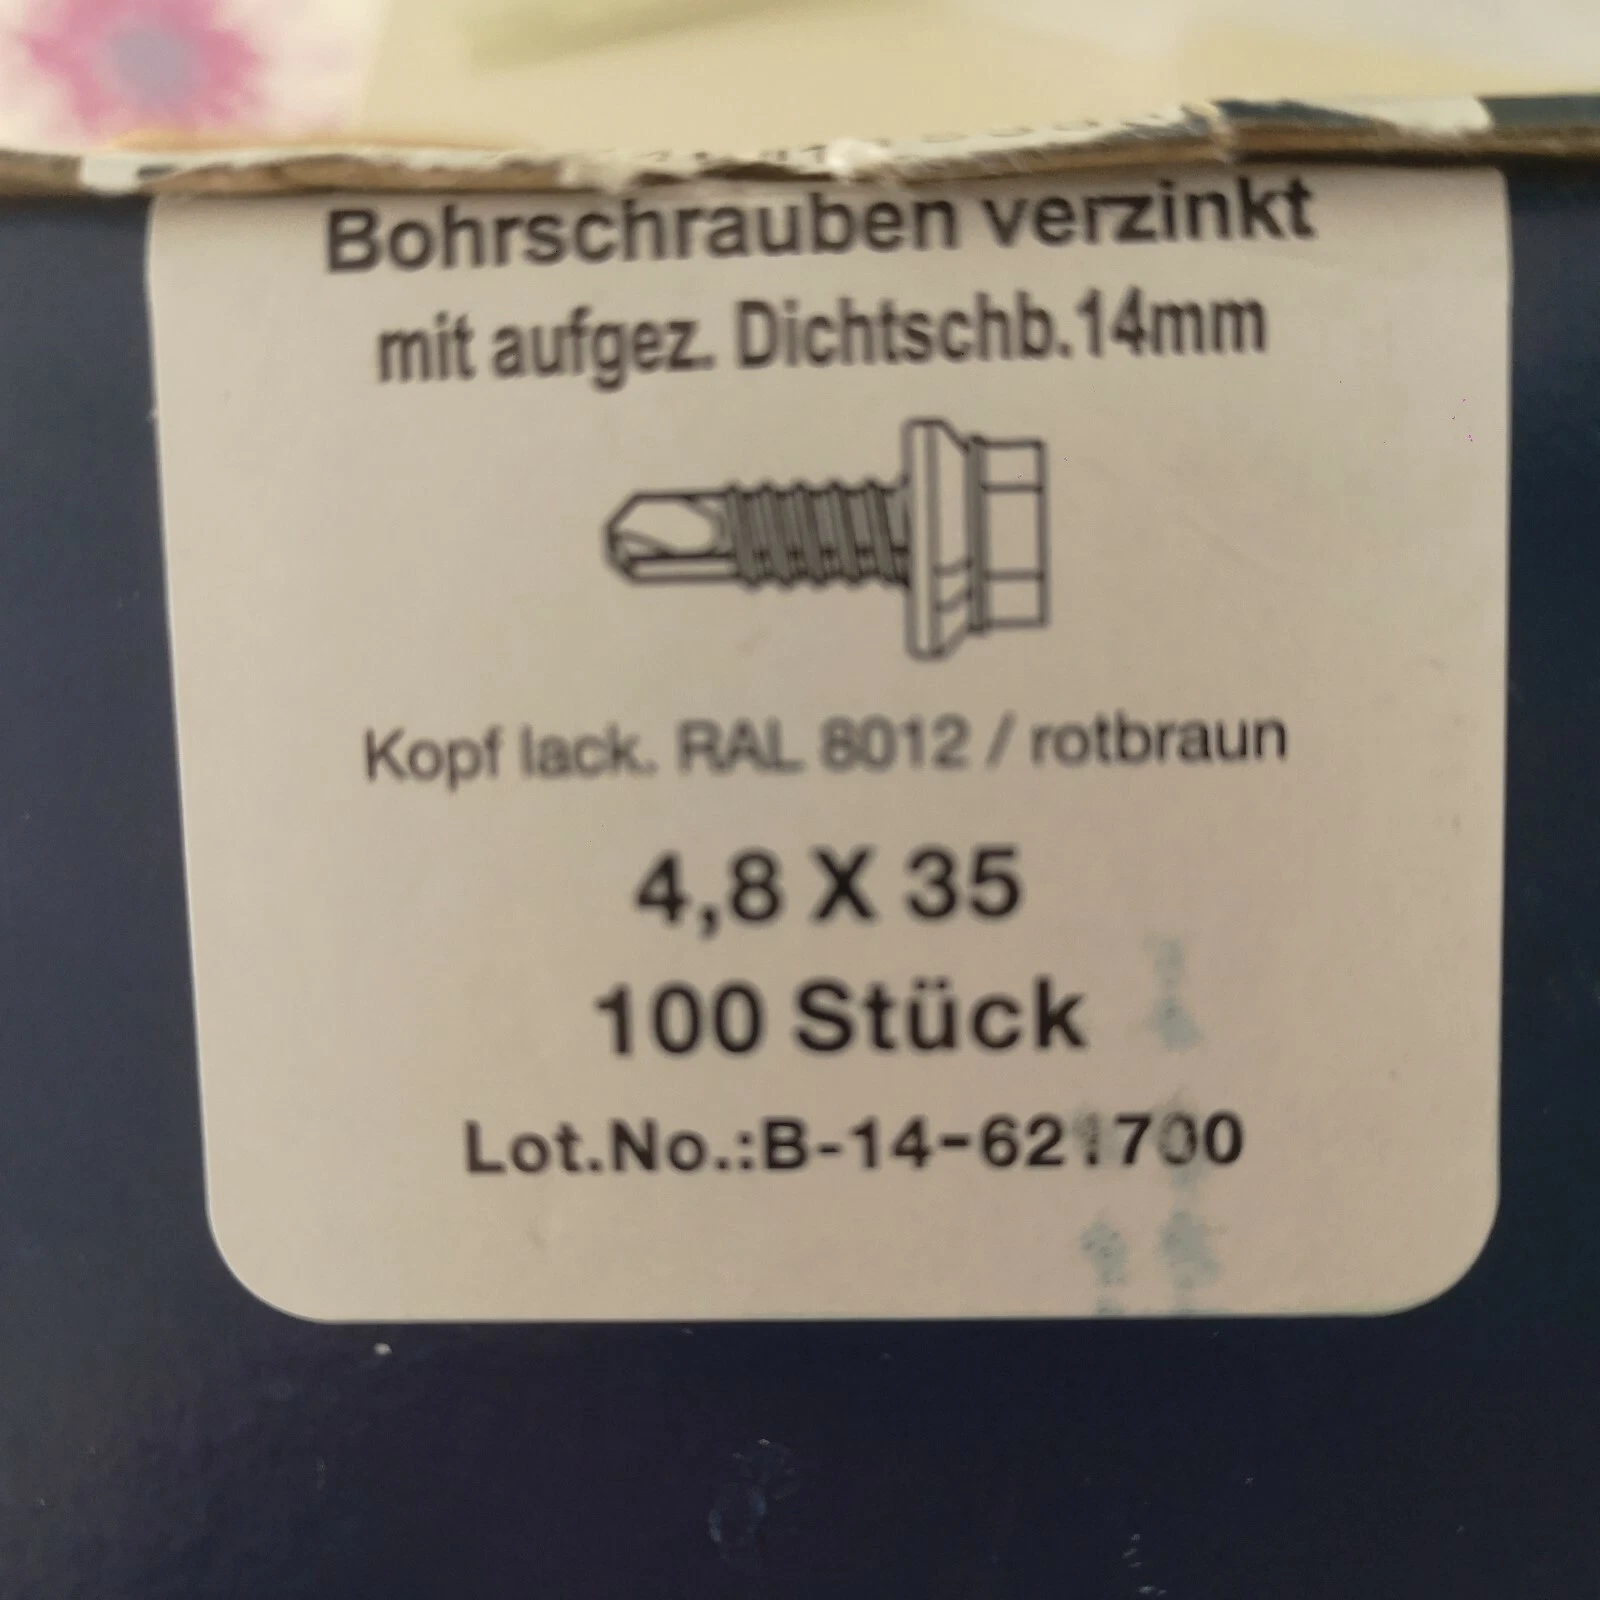 Bohrschrauben verzinkt
mit aufgez. Dichtschb.14mm
Kopf lack. RAL 8012 / rotbraun
4,8 X 35
100 Stück
Lot.No.:B-14-621700